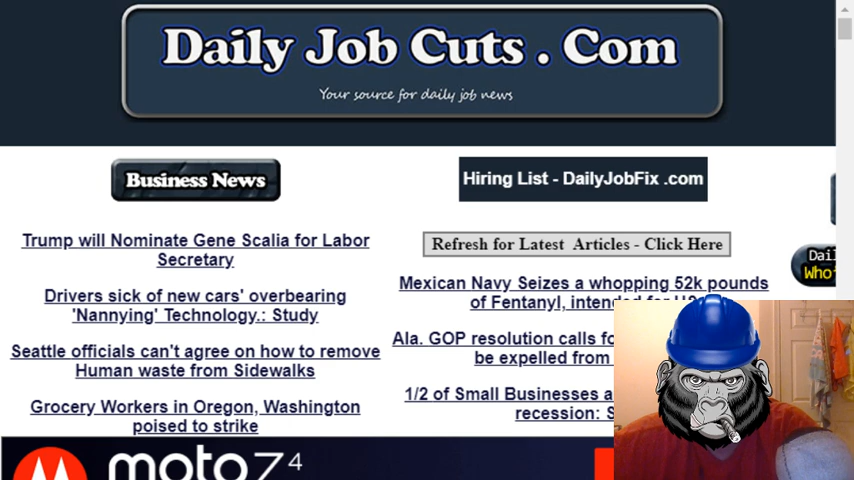 Daily Job Cuts . Com
Your source for daily job news
Business News
Trump will Nominate Gene Scalia for Labor
Secretary
Drivers sick of new cars' overbearing
'Nannying' Technology.: Study
Seattle officials can't agree on how to remove
Human waste from Sidewalks
Grocery Workers in Oregon, Washington
poised to strike
Hiring List - DailyJobFix .com
Refresh for Latest Articles - Click Here
Mexican Navy Seizes a whopping 52k pounds
of Fentanyl, intended for
Ala. GOP resolution calls
be expelled from
1/2 of Small Businesses
recession:
moto z4